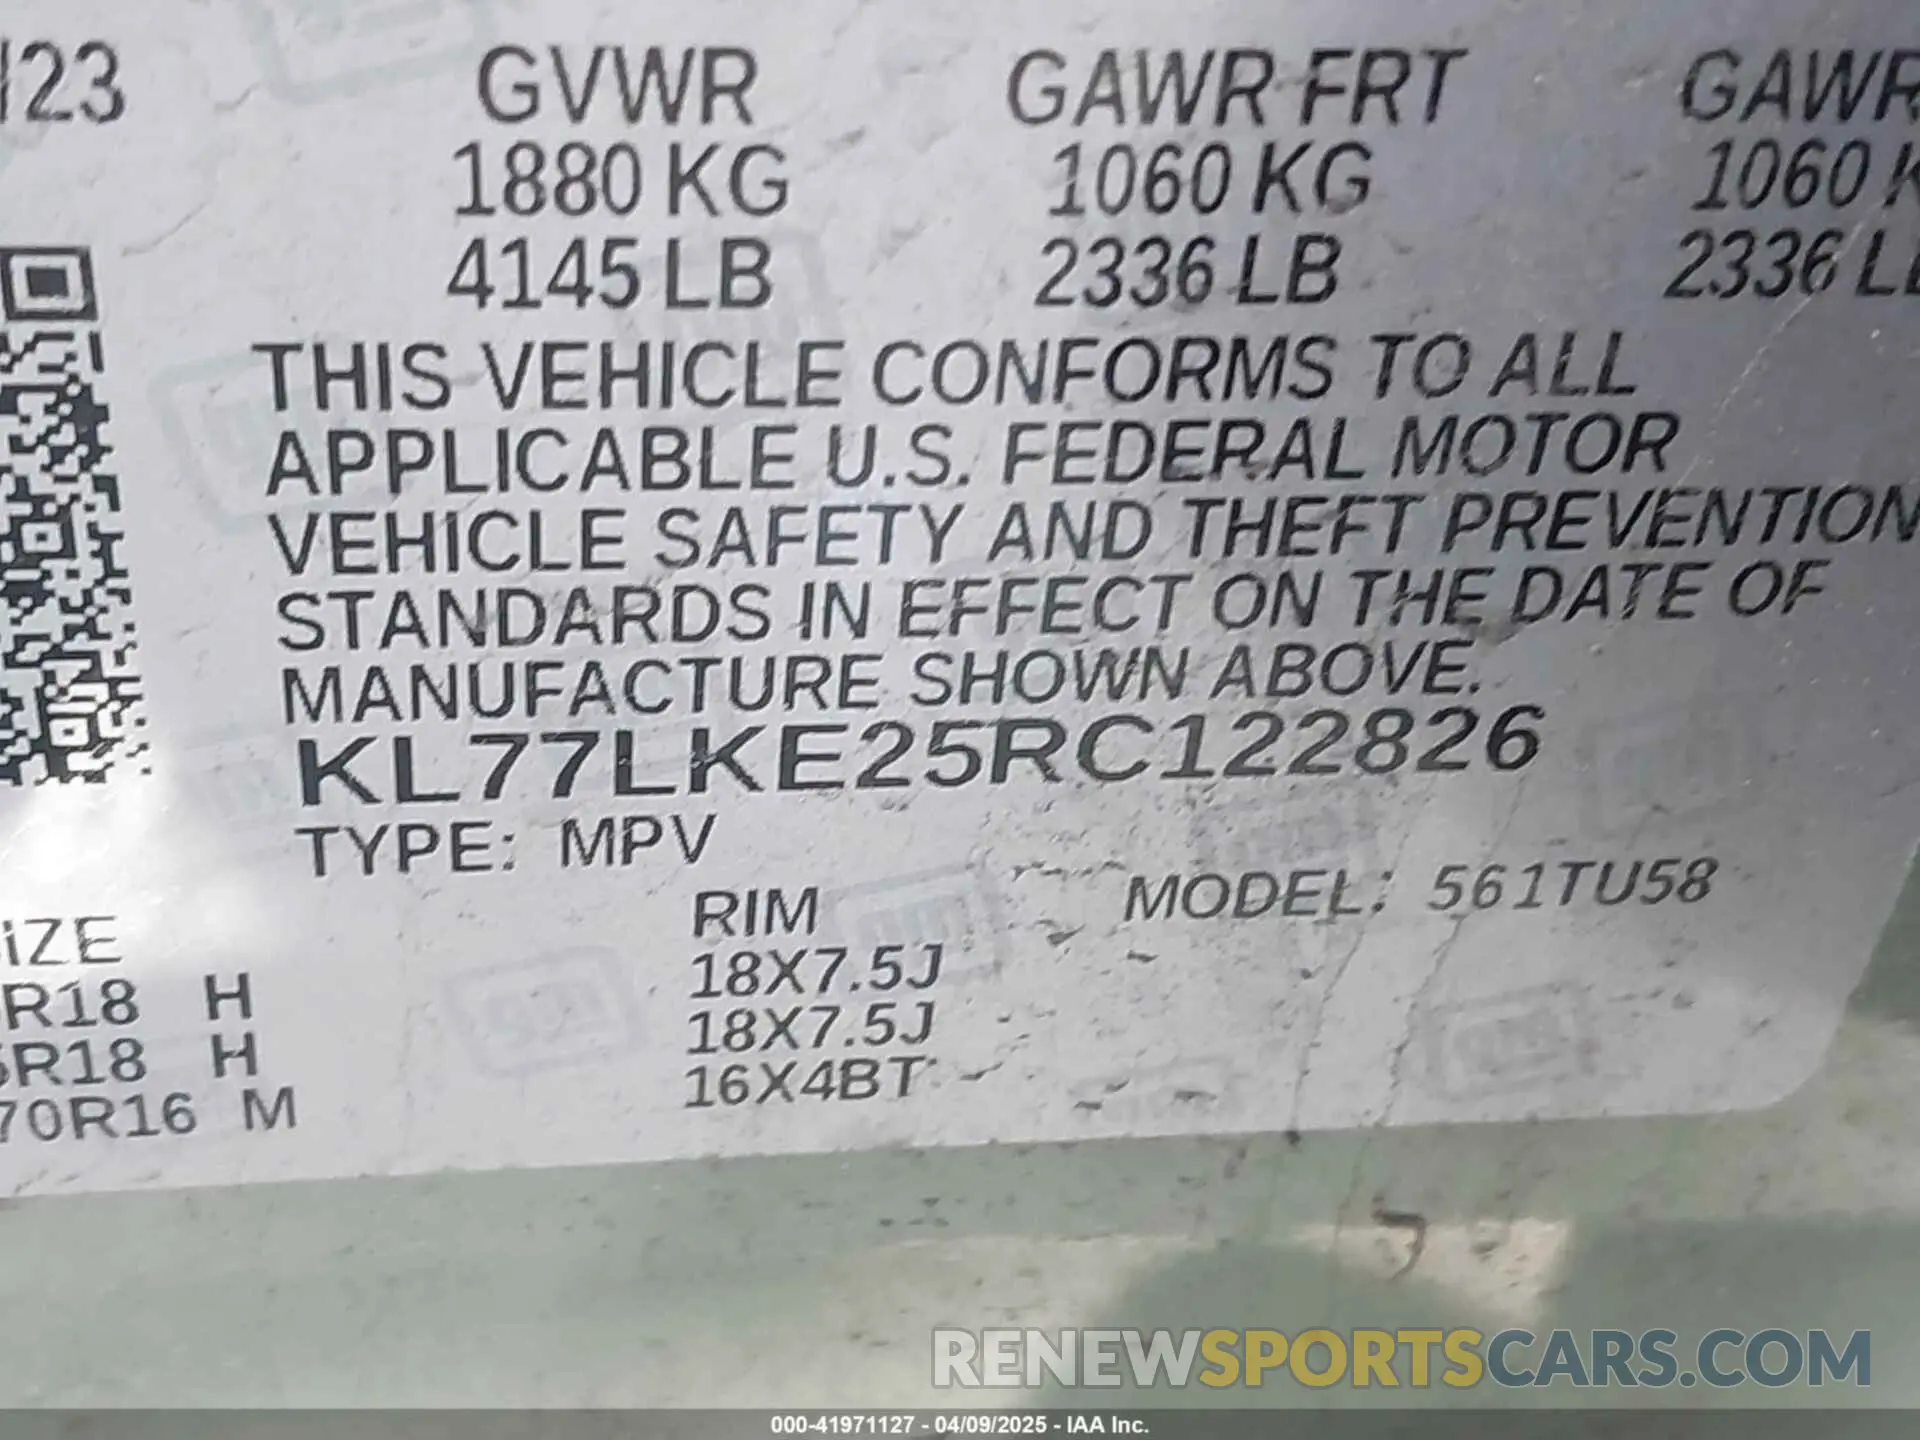 /23 GVWR GAWR FRT GAWR
1880 KG 1060 KG 1060 K
4145 LB 2336 LB 2336 LB
THIS VEHICLE CONFORMS TO ALL
APPLICABLE U.S. FEDERAL MOTOR
VEHICLE SAFETY AND THEFT PREVENTION
STANDARDS IN EFFECT ON THE DATE OF
MANUFACTURE SHOWN ABOVE.
KL77LKE25RC122826
TYPE: MPV
MODEL: 561TU58
SIZE RIM
R18 H 18X7.5J
5R18 H 18X7.5J
70R16 M 16X4BT
RENEWSPORTSCARS.COM
000-41971127 - 04/09/2025 - IAA Inc.